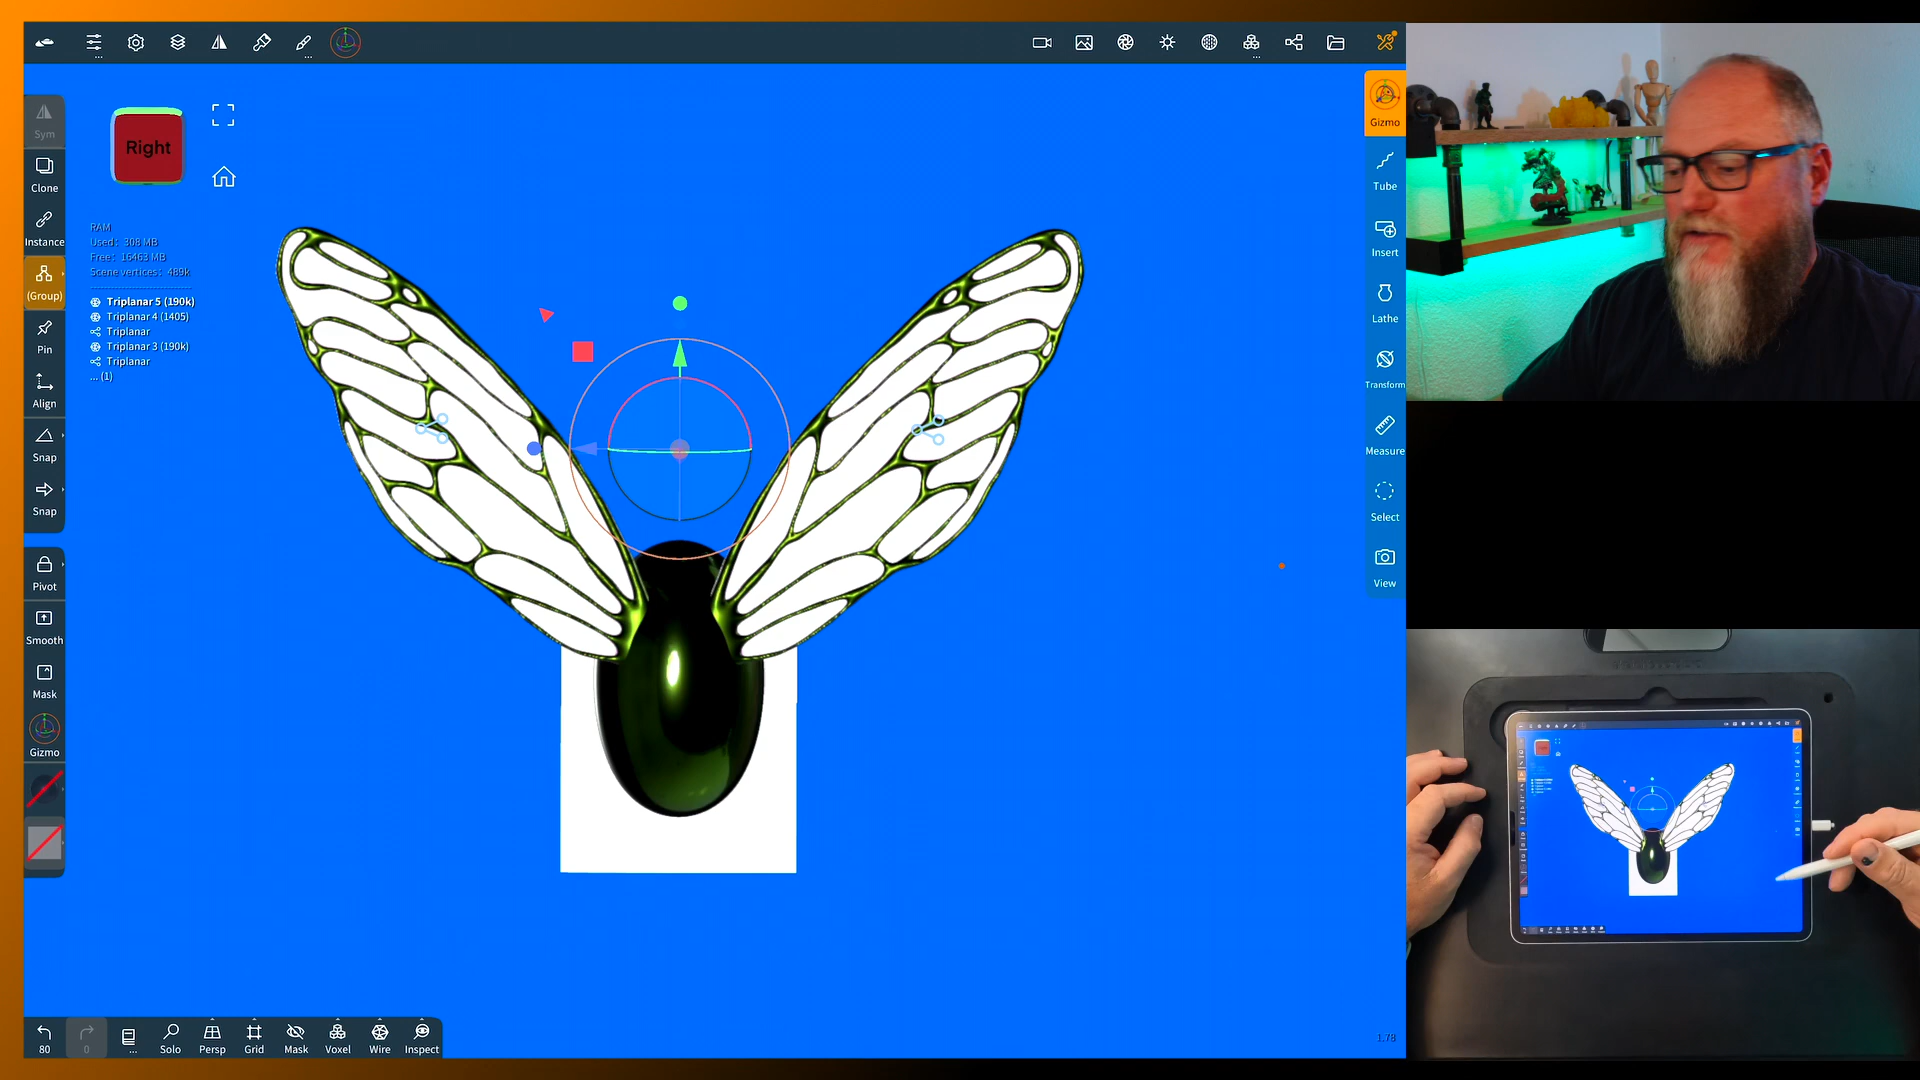 Right
RAM
Used: 308 MB
Free: 16463 MB
Scene vertices: 489k
Triplanar 5 (190k)
Triplanar 4 (1405)
Triplanar
Triplanar 3 (190k)
Triplanar
... (1)
Sym
Clone
Instance
(Group)
Pin
Align
Snap
Snap
Pivot
Smooth
Mask
Gizmo
Gizmo
Tube
Insert
Lathe
Transform
Measure
Select
View
1.78
80
0
...
Solo
Persp
Grid
Mask
Voxel
Wire
Inspect